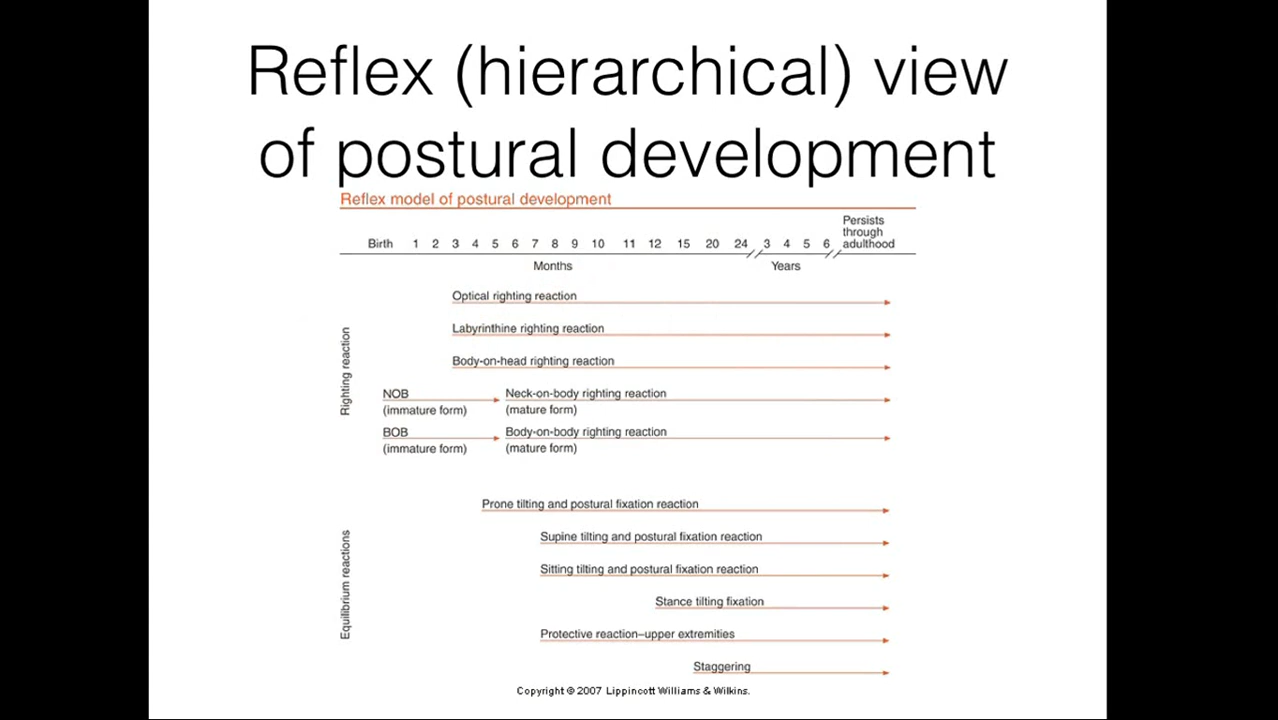 Reflex (hierarchical) view
of postural development
Reflex model of postural development
Persists
through
adulthood
Birth 1 2 3 4 5 6 7 8 9 10 11 12 15 20 24 3 4 5 6
Months Years
Righting reaction
Optical righting reaction
Labyrinthine righting reaction
Body-on-head righting reaction
NOB Neck-on-body righting reaction
(immature form) (mature form)
BOB Body-on-body righting reaction
(immature form) (mature form)
Equilibrium reactions
Prone tilting and postural fixation reaction
Supine tilting and postural fixation reaction
Sitting tilting and postural fixation reaction
Stance tilting fixation
Protective reaction–upper extremities
Staggering
Copyright © 2007 Lippincott Williams & Wilkins.